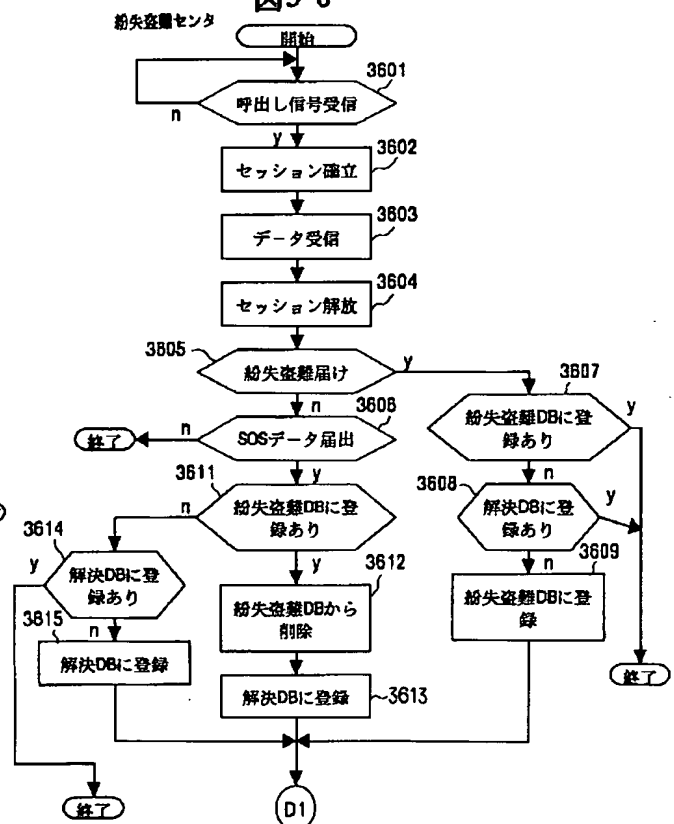 図36
紛失盗難センタ
開始
3601
呼出し信号受信
n
y
3602
セッション確立
3603
データ受信
3604
セッション解放
3605
紛失盗難届け
y
n
3606
SOSデータ届出
n
終了
y
3607
紛失盗難DBに登
録あり
y
n
3608
解決DBに登
録あり
y
n
3609
紛失盗難DBに登
録
終了
3611
紛失盗難DBに登
録あり
n
y
3612
紛失盗難DBから
削除
3613
解決DBに登録
3614
解決DBに登
録あり
y
n
3615
解決DBに登録
終了
D1